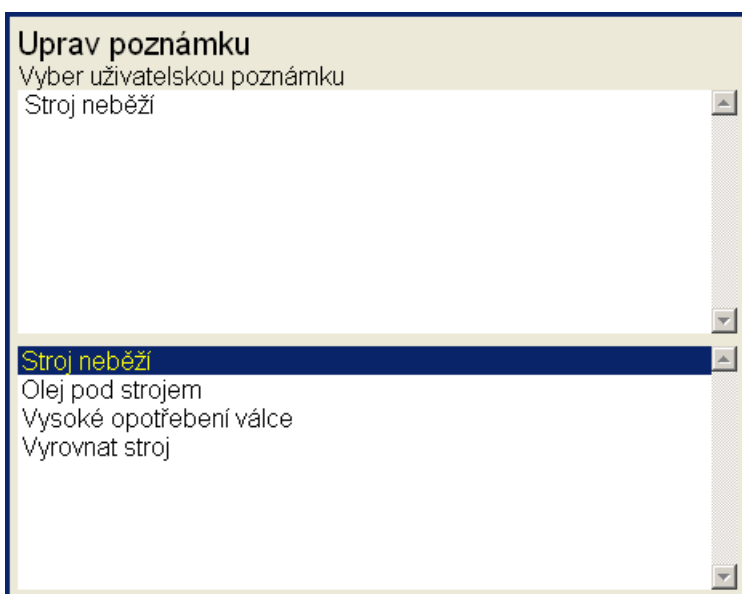 Uprav poznámku
Vyber uživatelskou poznámku
Stroj neběží
Stroj neběží
Olej pod strojem
Vysoké opotřebení válce
Vyrovnat stroj